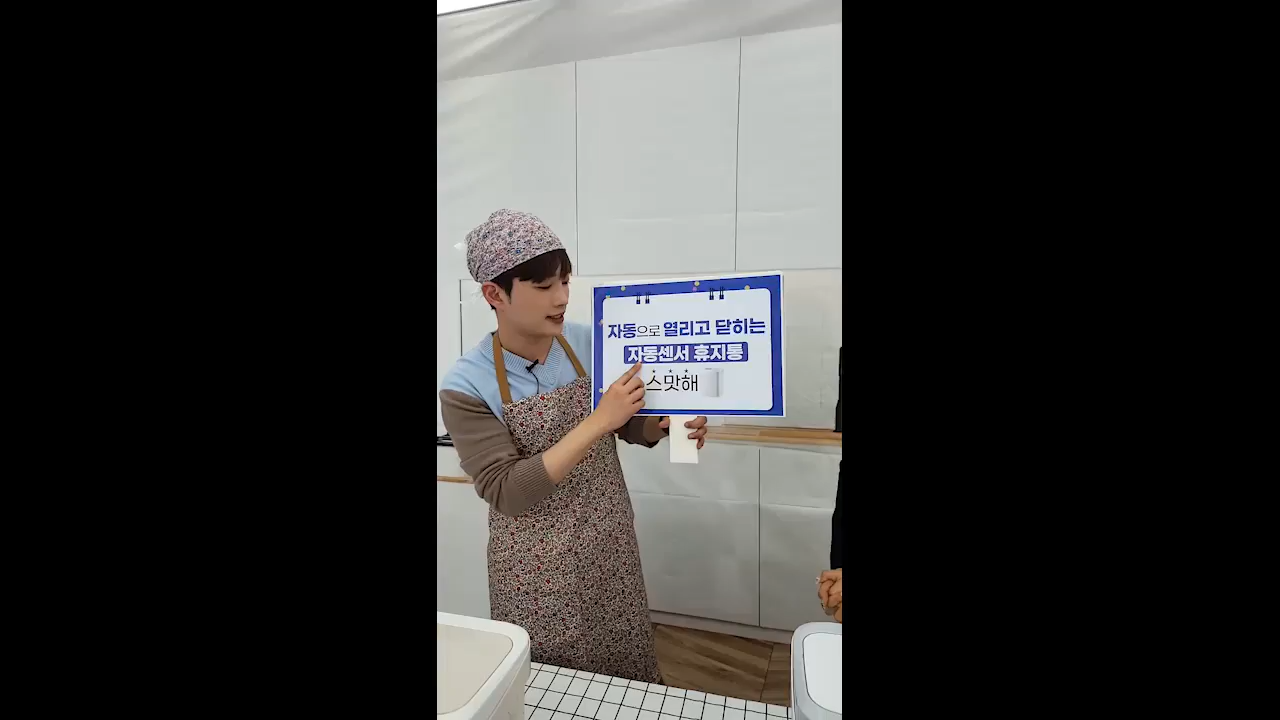 자동으로 열리고 닫히는
자동센서 휴지통
스맛해